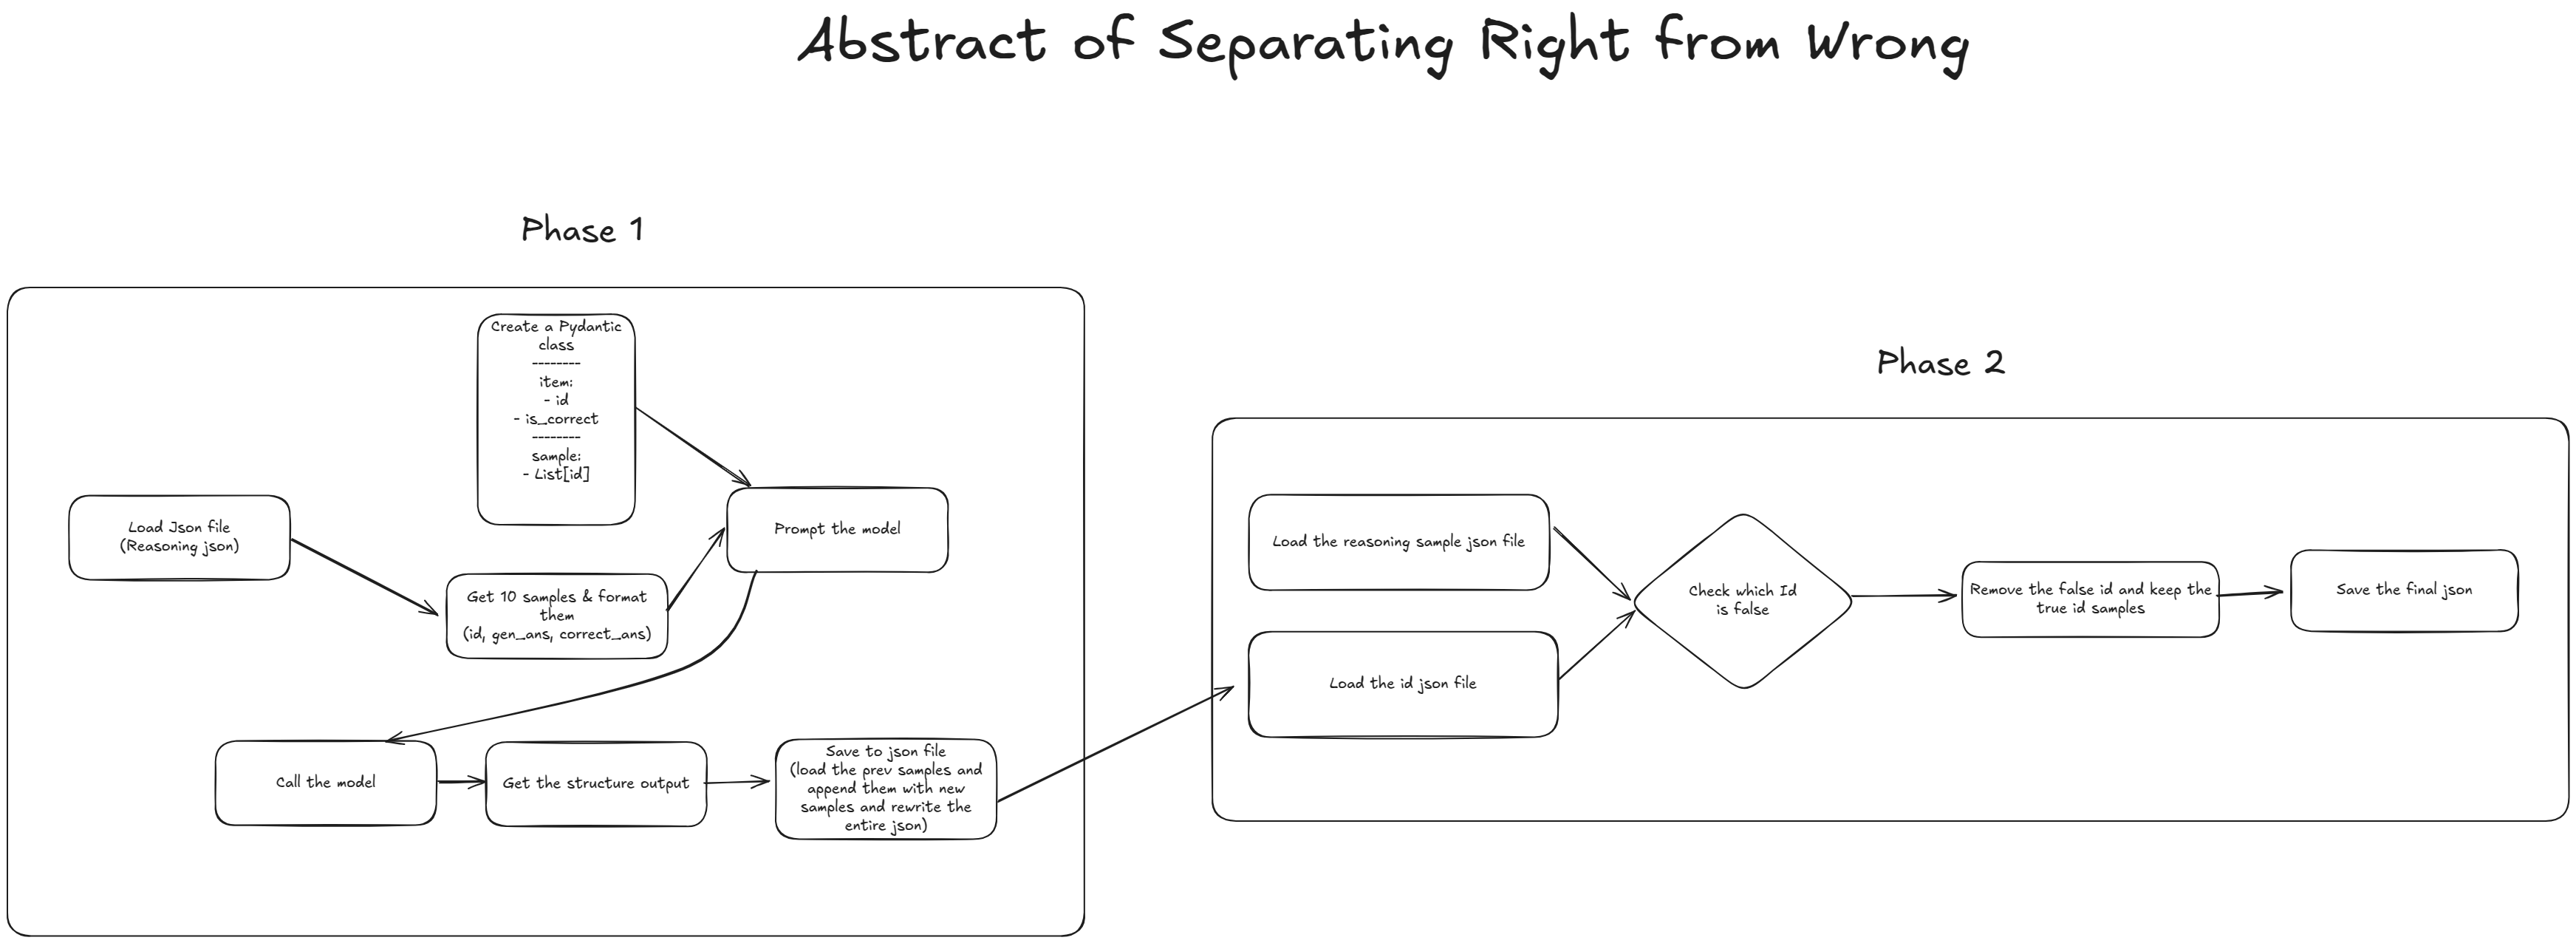 Abstract of Separating Right from Wrong
Phase 1
Create a Pydantic
class
--------
item:
- id
- is_correct
--------
sample:
- List[id]
Load Json file
(Reasoning json)
Get 10 samples & format
them
(id, gen_ans, correct_ans)
Prompt the model
Call the model
Get the structure output
Save to json file
(load the prev samples and
append them with new
samples and rewrite the
entire json)
Phase 2
Load the reasoning sample json file
Load the id json file
Check which Id
is false
Remove the false id and keep the
true id samples
Save the final json